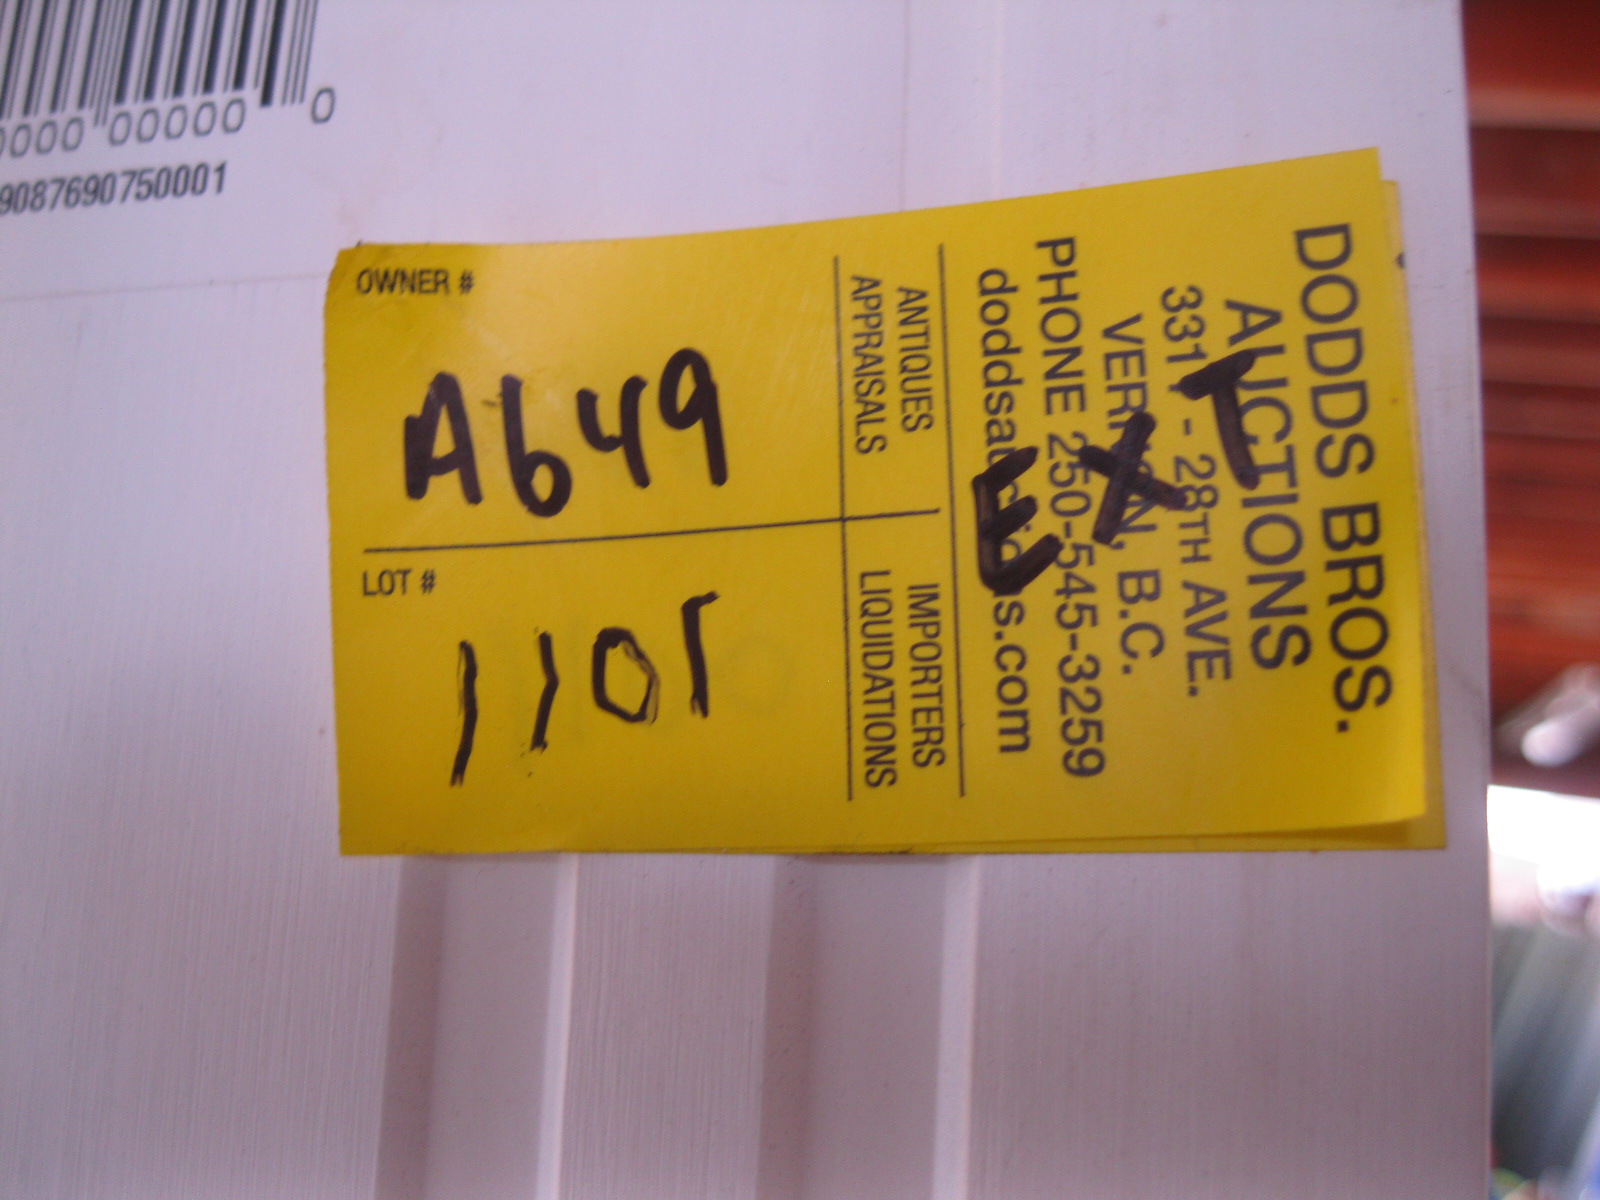 0000 00000 0
9087690750001
DODDS BROS.
AUCTIONS
3311 - 28TH AVE.
VERNON, B.C.
PHONE 250-545-3259
doddsauctions.com
EXT
ANTIQUES
APPRAISALS
IMPORTERS
LIQUIDATIONS
OWNER #
A649
LOT #
1101